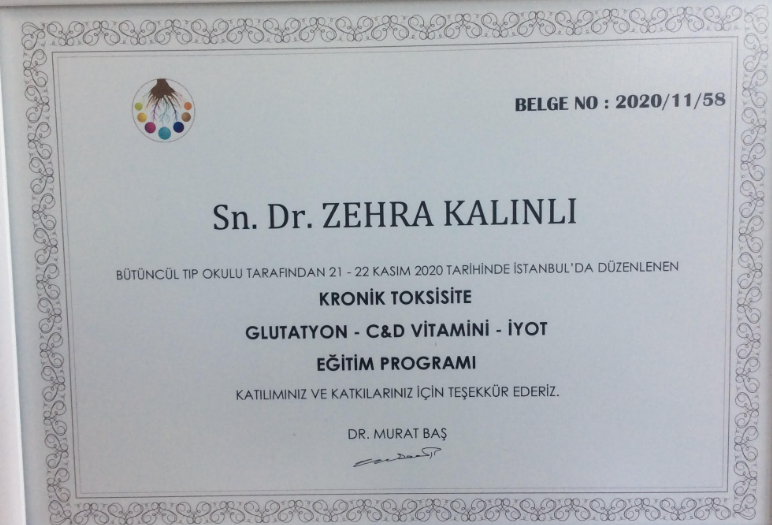 BELGE NO : 2020/11/58
Sn. Dr. ZEHRA KALINLI
BÜTÜNCÜL TIP OKULU TARAFINDAN 21 - 22 KASIM 2020 TARİHİNDE İSTANBUL'DA DÜZENLENEN
KRONİK TOKSİSİTE
GLUTATYON - C&D VİTAMİNİ - İYOT
EĞİTİM PROGRAMI
KATILIMINIZ VE KATKILARINIZ İÇİN TEŞEKKÜR EDERİZ.
DR. MURAT BAŞ